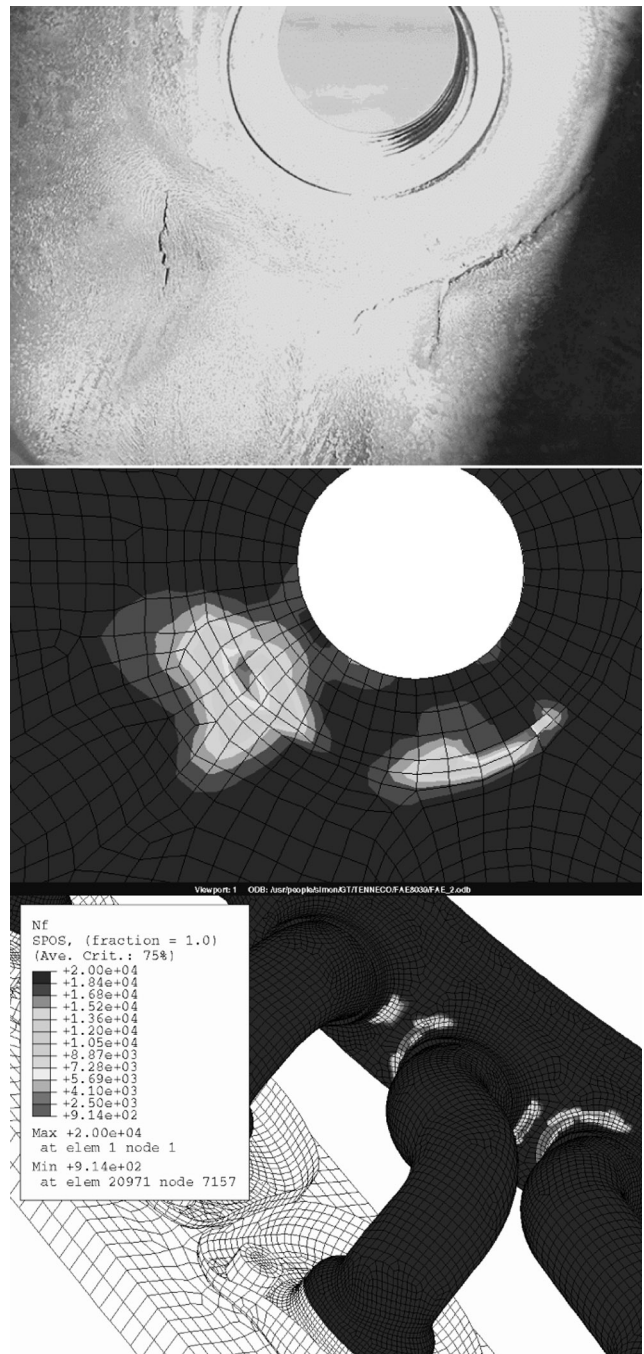 Viewport: 1 ODB: /usr/people/simon/GT/TENNECO/FAE8030/FAE_2.odb
Nf
SPOS, (fraction = 1.0)
(Ave. Crit.: 75%)
+2.00e+04
+1.84e+04
+1.68e+04
+1.52e+04
+1.36e+04
+1.20e+04
+1.05e+04
+8.87e+03
+7.28e+03
+5.69e+03
+4.10e+03
+2.50e+03
+9.14e+02
Max +2.00e+04
at elem 1 node 1
Min +9.14e+02
at elem 20971 node 7157